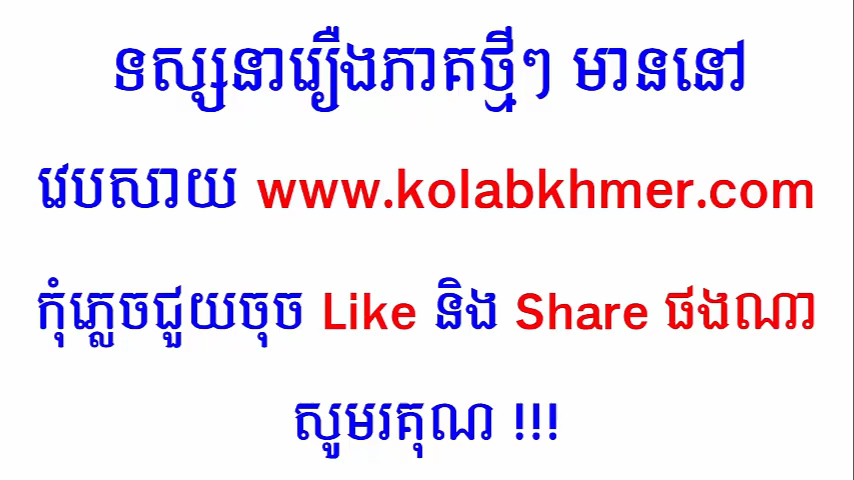 ទស្សនារឿងភាគថ្មីៗ មាននៅ
វេបសាយ www.kolabkhmer.com
កុំភ្លេចជួយចុច Like និង Share ផងណា
សូមរគុណ !!!